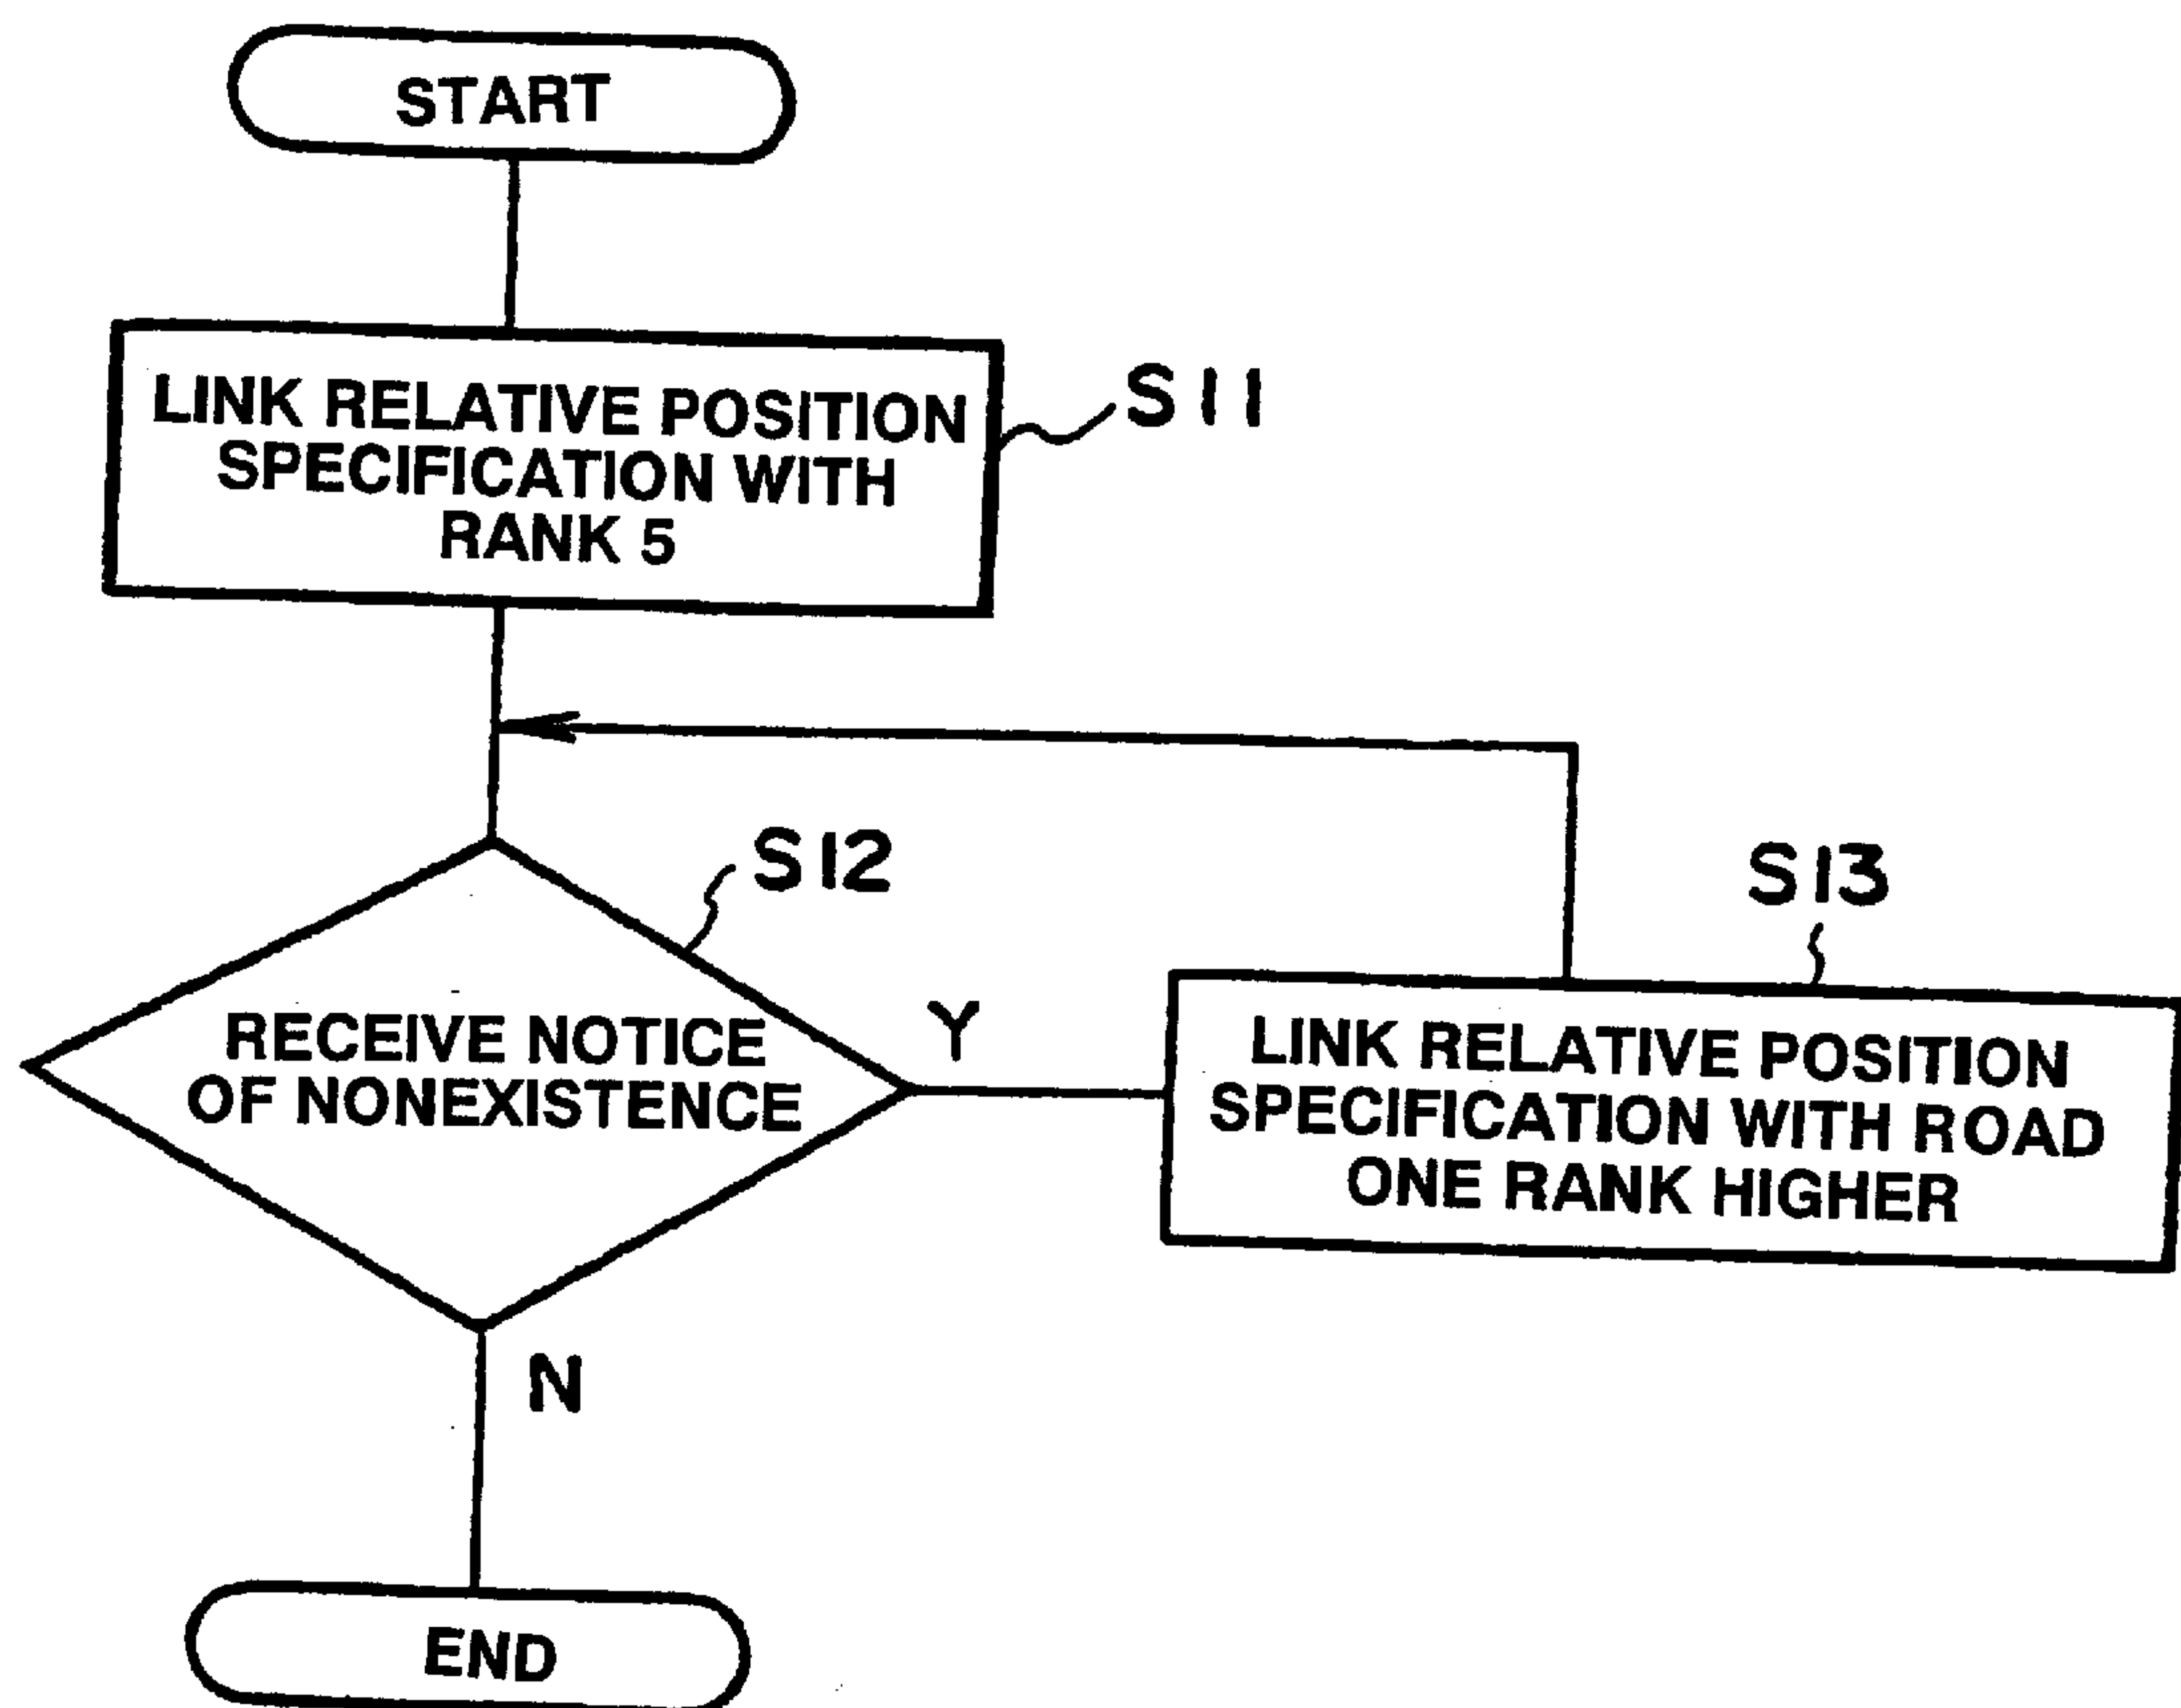 START
LINK RELATIVE POSITION
SPECIFICATION WITH
RANK 5
S11
S12
S13
RECEIVE NOTICE
OF NONEXISTENCE
Y
LINK RELATIVE POSITION
SPECIFICATION WITH ROAD
ONE RANK HIGHER
N
END